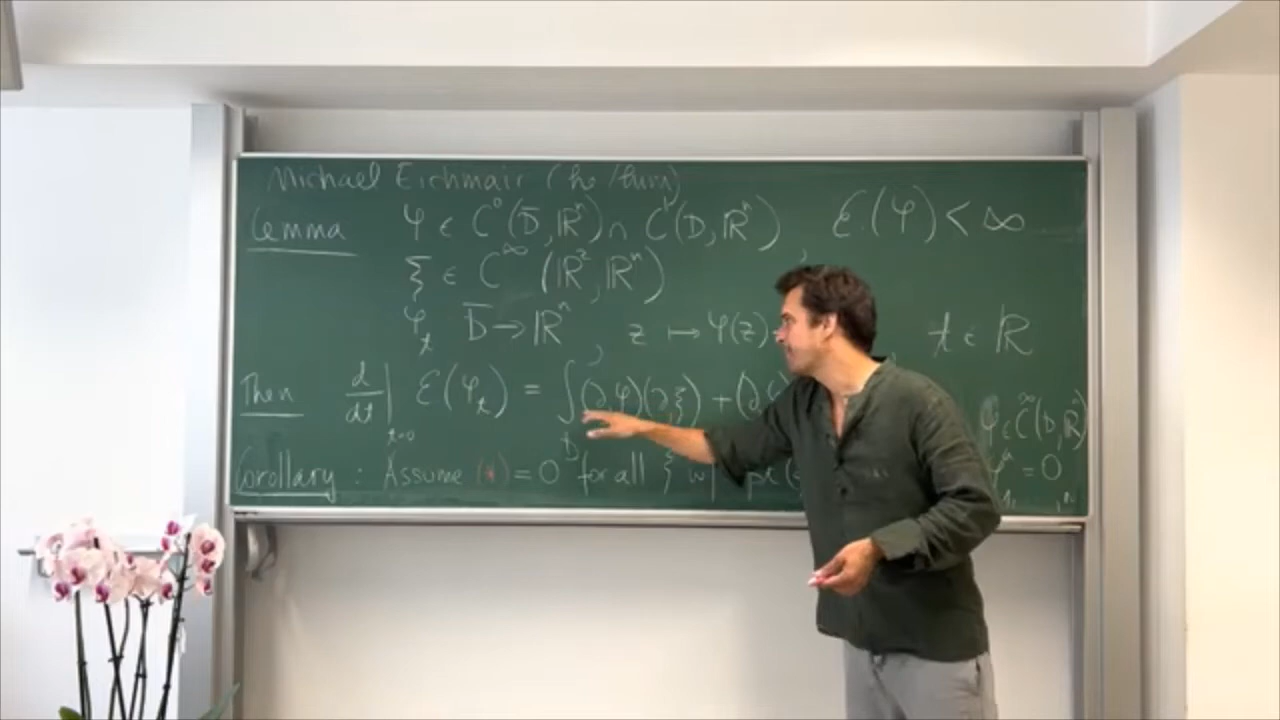 Michael Eichmair (he/him)
Lemma φ ∈ C⁰(D̄, ℝⁿ) ∩ C¹(D, ℝⁿ), ℰ(φ) < ∞
ξ ∈ C^∞(ℝ², ℝⁿ)
φ_t D̄ → ℝⁿ, z ↦ φ(z) t ∈ ℝ
Then d/dt|_{t=0} ℰ(φ_t) = ∫_D (∂₁φ)(∂₁ξ) + (∂ φ ∈ C^∞(D, ℝⁿ)
Corollary : Assume (*) = 0 for all ξ w/ = 0